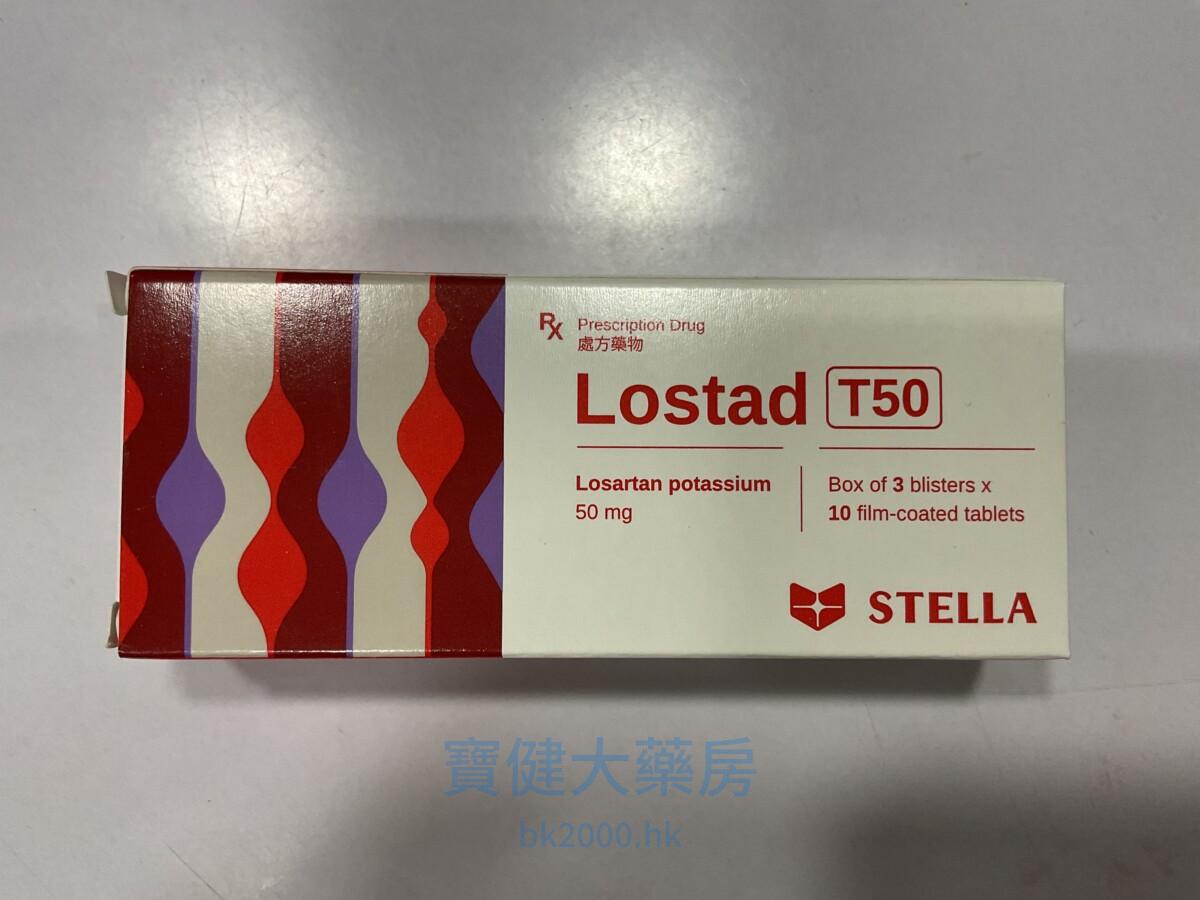 Rx Prescription Drug
處方藥物
Lostad T50
Losartan potassium
50 mg
Box of 3 blisters x
10 film-coated tablets
STELLA
寶健大藥房
bk2000.hk